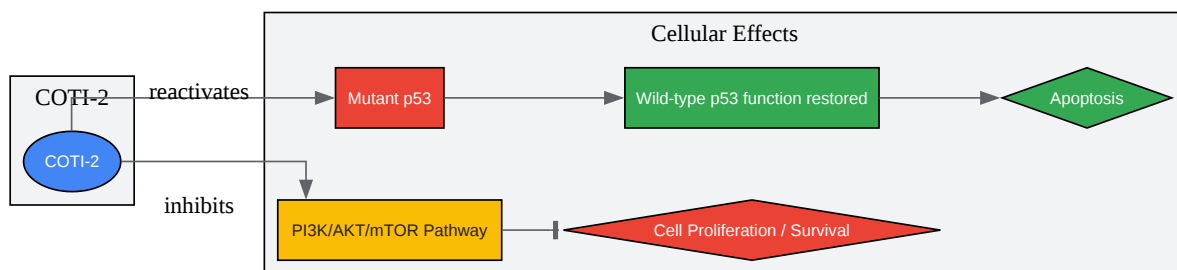 Cellular Effects
COTI-2
reactivates
Mutant p53
Wild-type p53 function restored
Apoptosis
COTI-2
inhibits
PI3K/AKT/mTOR Pathway
Cell Proliferation / Survival